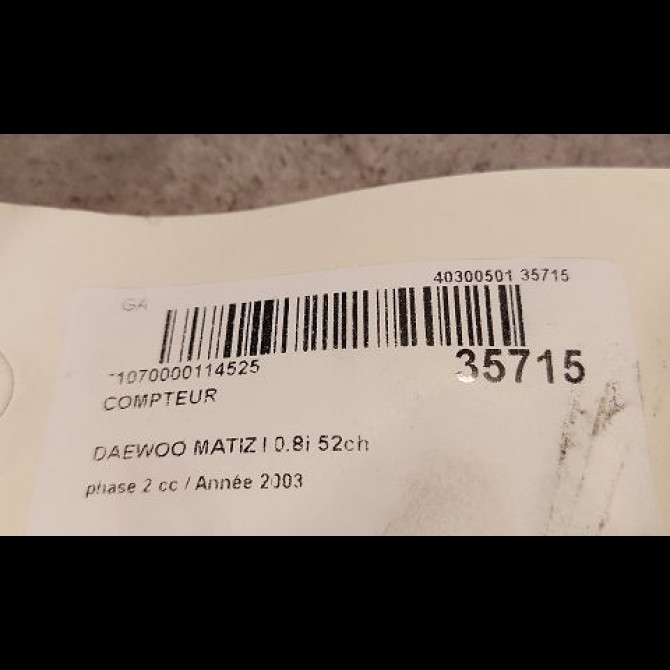 40300501 35715
GA
1070000114525
35715
COMPTEUR
DAEWOO MATIZ I 0.8i 52ch
phase 2 cc / Année 2003